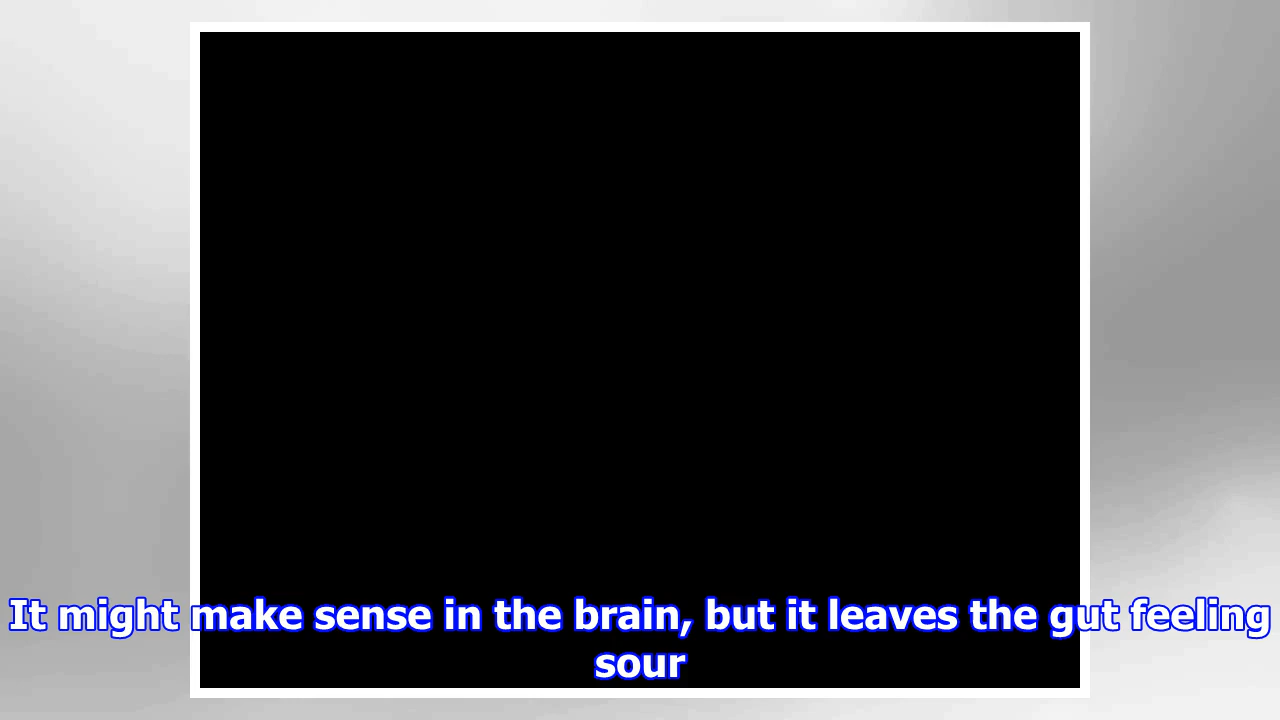 It might make sense in the brain, but it leaves the gut feeling
sour